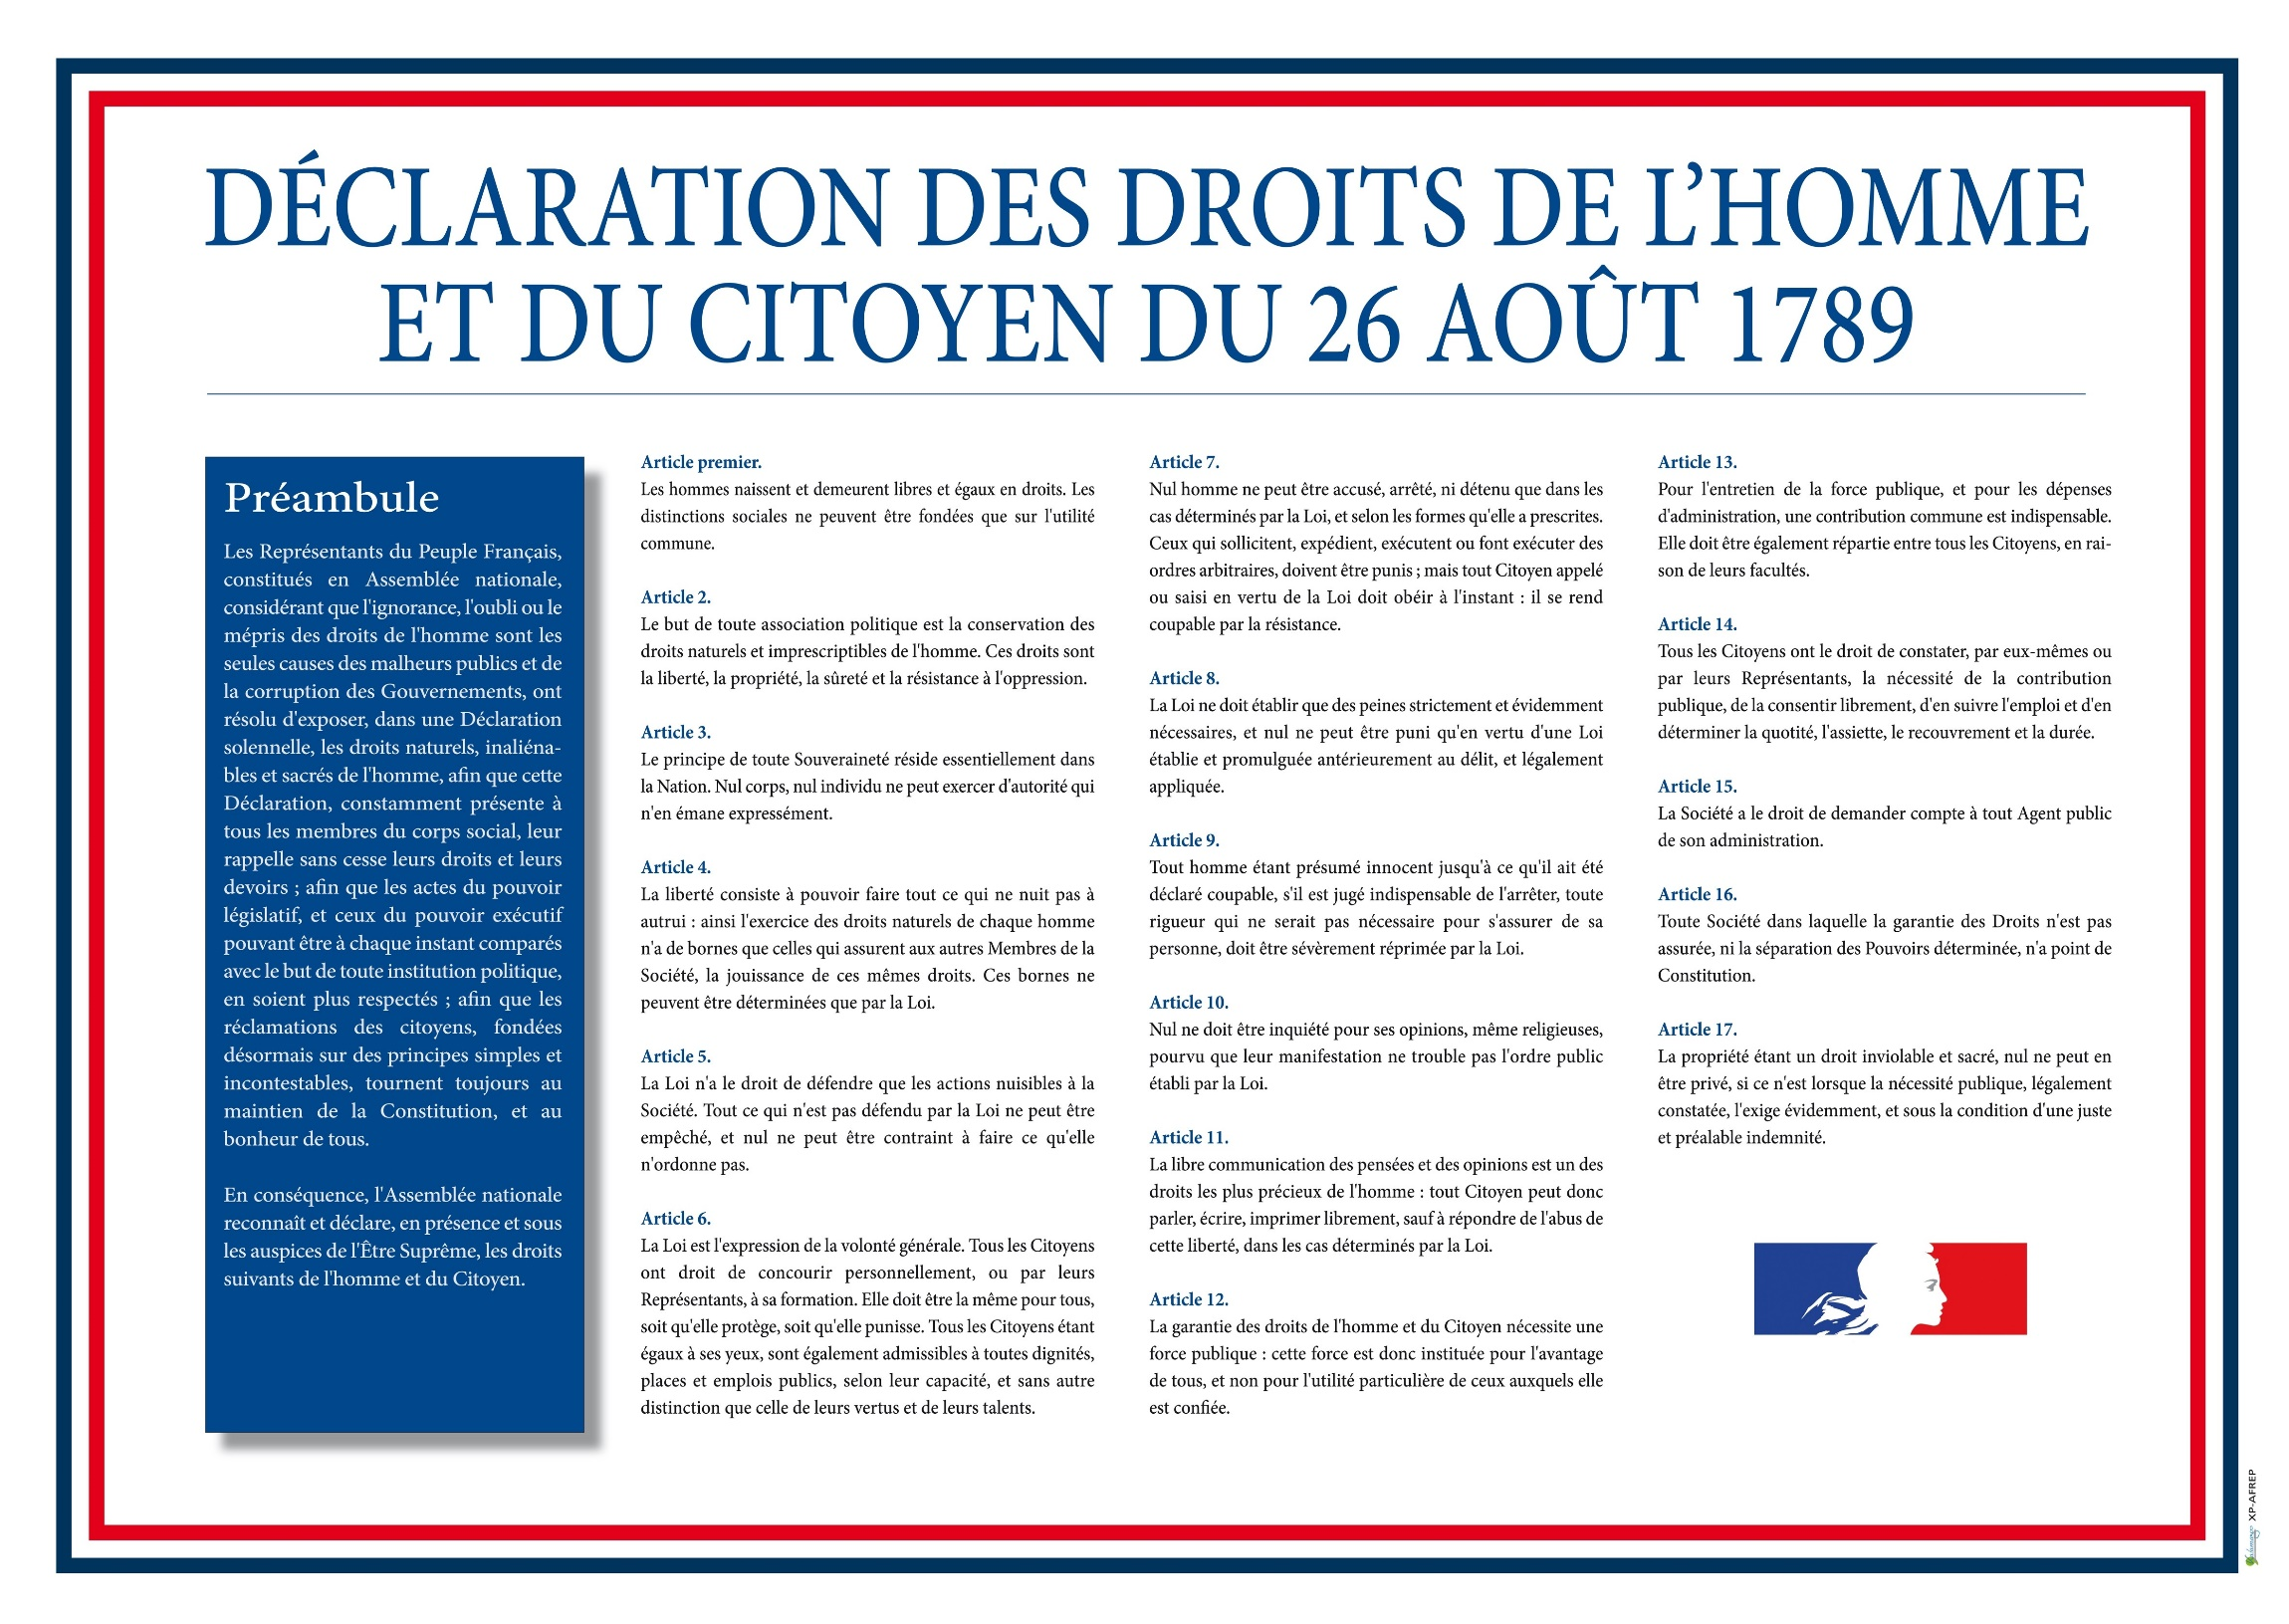 DÉCLARATION DES DROITS DE L’HOMME
ET DU CITOYEN DU 26 AOÛT 1789
Préambule
Les Représentants du Peuple Français,
constitués en Assemblée nationale,
considérant que l'ignorance, l'oubli ou le
mépris des droits de l'homme sont les
seules causes des malheurs publics et de
la corruption des Gouvernements, ont
résolu d'exposer, dans une Déclaration
solennelle, les droits naturels, inaliéna-
bles et sacrés de l'homme, afin que cette
Déclaration, constamment présente à
tous les membres du corps social, leur
rappelle sans cesse leurs droits et leurs
devoirs ; afin que les actes du pouvoir
législatif, et ceux du pouvoir exécutif
pouvant être à chaque instant comparés
avec le but de toute institution politique,
en soient plus respectés ; afin que les
réclamations des citoyens, fondées
désormais sur des principes simples et
incontestables, tournent toujours au
maintien de la Constitution, et au
bonheur de tous.
En conséquence, l'Assemblée nationale
reconnaît et déclare, en présence et sous
les auspices de l'Être Suprême, les droits
suivants de l'homme et du Citoyen.
Article premier.
Les hommes naissent et demeurent libres et égaux en droits. Les
distinctions sociales ne peuvent être fondées que sur l'utilité
commune.
Article 2.
Le but de toute association politique est la conservation des
droits naturels et imprescriptibles de l'homme. Ces droits sont
la liberté, la propriété, la sûreté et la résistance à l'oppression.
Article 3.
Le principe de toute Souveraineté réside essentiellement dans
la Nation. Nul corps, nul individu ne peut exercer d'autorité qui
n'en émane expressément.
Article 4.
La liberté consiste à pouvoir faire tout ce qui ne nuit pas à
autrui : ainsi l'exercice des droits naturels de chaque homme
n'a de bornes que celles qui assurent aux autres Membres de la
Société, la jouissance de ces mêmes droits. Ces bornes ne
peuvent être déterminées que par la Loi.
Article 5.
La Loi n'a le droit de défendre que les actions nuisibles à la
Société. Tout ce qui n'est pas défendu par la Loi ne peut être
empêché, et nul ne peut être contraint à faire ce qu'elle
n'ordonne pas.
Article 6.
La Loi est l'expression de la volonté générale. Tous les Citoyens
ont droit de concourir personnellement, ou par leurs
Représentants, à sa formation. Elle doit être la même pour tous,
soit qu'elle protège, soit qu'elle punisse. Tous les Citoyens étant
égaux à ses yeux, sont également admissibles à toutes dignités,
places et emplois publics, selon leur capacité, et sans autre
distinction que celle de leurs vertus et de leurs talents.
Article 7.
Nul homme ne peut être accusé, arrêté, ni détenu que dans les
cas déterminés par la Loi, et selon les formes qu'elle a prescrites.
Ceux qui sollicitent, expédient, exécutent ou font exécuter des
ordres arbitraires, doivent être punis ; mais tout Citoyen appelé
ou saisi en vertu de la Loi doit obéir à l'instant : il se rend
coupable par la résistance.
Article 8.
La Loi ne doit établir que des peines strictement et évidemment
nécessaires, et nul ne peut être puni qu'en vertu d'une Loi
établie et promulguée antérieurement au délit, et légalement
appliquée.
Article 9.
Tout homme étant présumé innocent jusqu'à ce qu'il ait été
déclaré coupable, s'il est jugé indispensable de l'arrêter, toute
rigueur qui ne serait pas nécessaire pour s'assurer de sa
personne, doit être sévèrement réprimée par la Loi.
Article 10.
Nul ne doit être inquiété pour ses opinions, même religieuses,
pourvu que leur manifestation ne trouble pas l'ordre public
établi par la Loi.
Article 11.
La libre communication des pensées et des opinions est un des
droits les plus précieux de l'homme : tout Citoyen peut donc
parler, écrire, imprimer librement, sauf à répondre de l'abus de
cette liberté, dans les cas déterminés par la Loi.
Article 12.
La garantie des droits de l'homme et du Citoyen nécessite une
force publique : cette force est donc instituée pour l'avantage
de tous, et non pour l'utilité particulière de ceux auxquels elle
est confiée.
Article 13.
Pour l'entretien de la force publique, et pour les dépenses
d'administration, une contribution commune est indispensable.
Elle doit être également répartie entre tous les Citoyens, en rai-
son de leurs facultés.
Article 14.
Tous les Citoyens ont le droit de constater, par eux-mêmes ou
par leurs Représentants, la nécessité de la contribution
publique, de la consentir librement, d'en suivre l'emploi et d'en
déterminer la quotité, l'assiette, le recouvrement et la durée.
Article 15.
La Société a le droit de demander compte à tout Agent public
de son administration.
Article 16.
Toute Société dans laquelle la garantie des Droits n'est pas
assurée, ni la séparation des Pouvoirs déterminée, n'a point de
Constitution.
Article 17.
La propriété étant un droit inviolable et sacré, nul ne peut en
être privé, si ce n'est lorsque la nécessité publique, légalement
constatée, l'exige évidemment, et sous la condition d'une juste
et préalable indemnité.
XP-AFREP